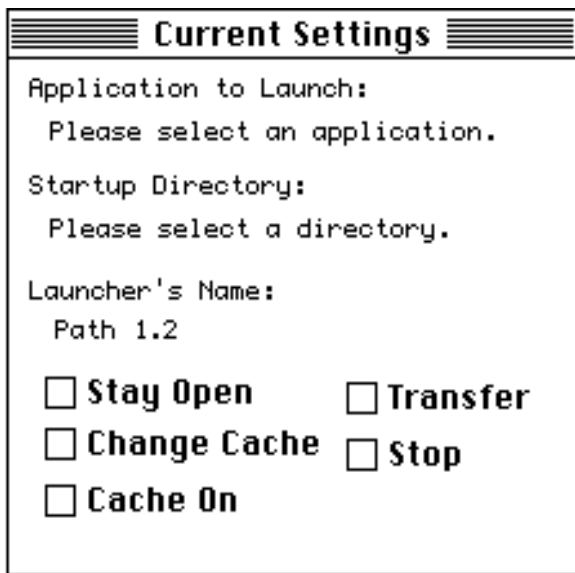 Current Settings
Application to Launch:
Please select an application.
Startup Directory:
Please select a directory.
Launcher's Name:
Path 1.2
Stay Open
Transfer
Change Cache
Stop
Cache On